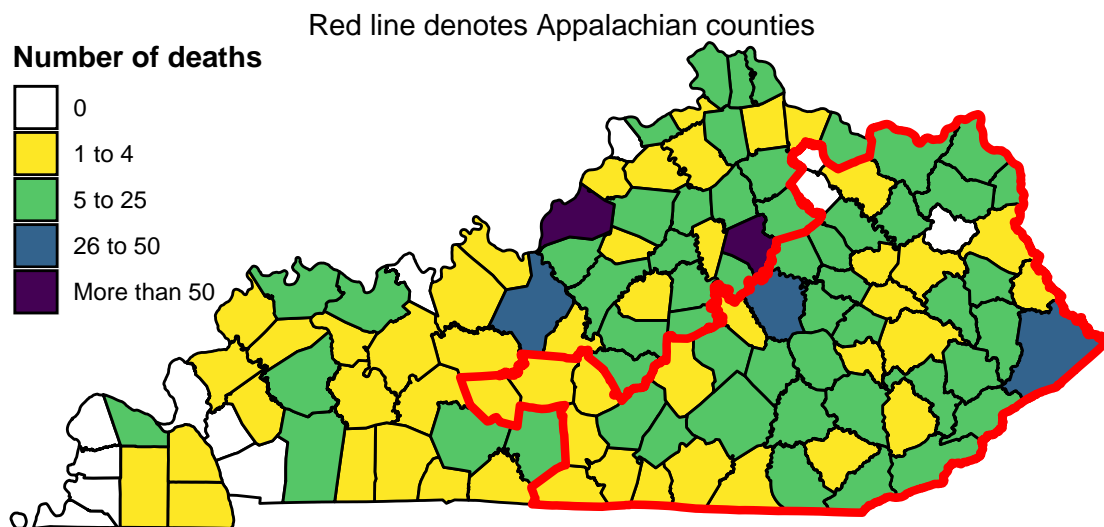 Red line denotes Appalachian counties
Number of deaths
0
1 to 4
5 to 25
26 to 50
More than 50